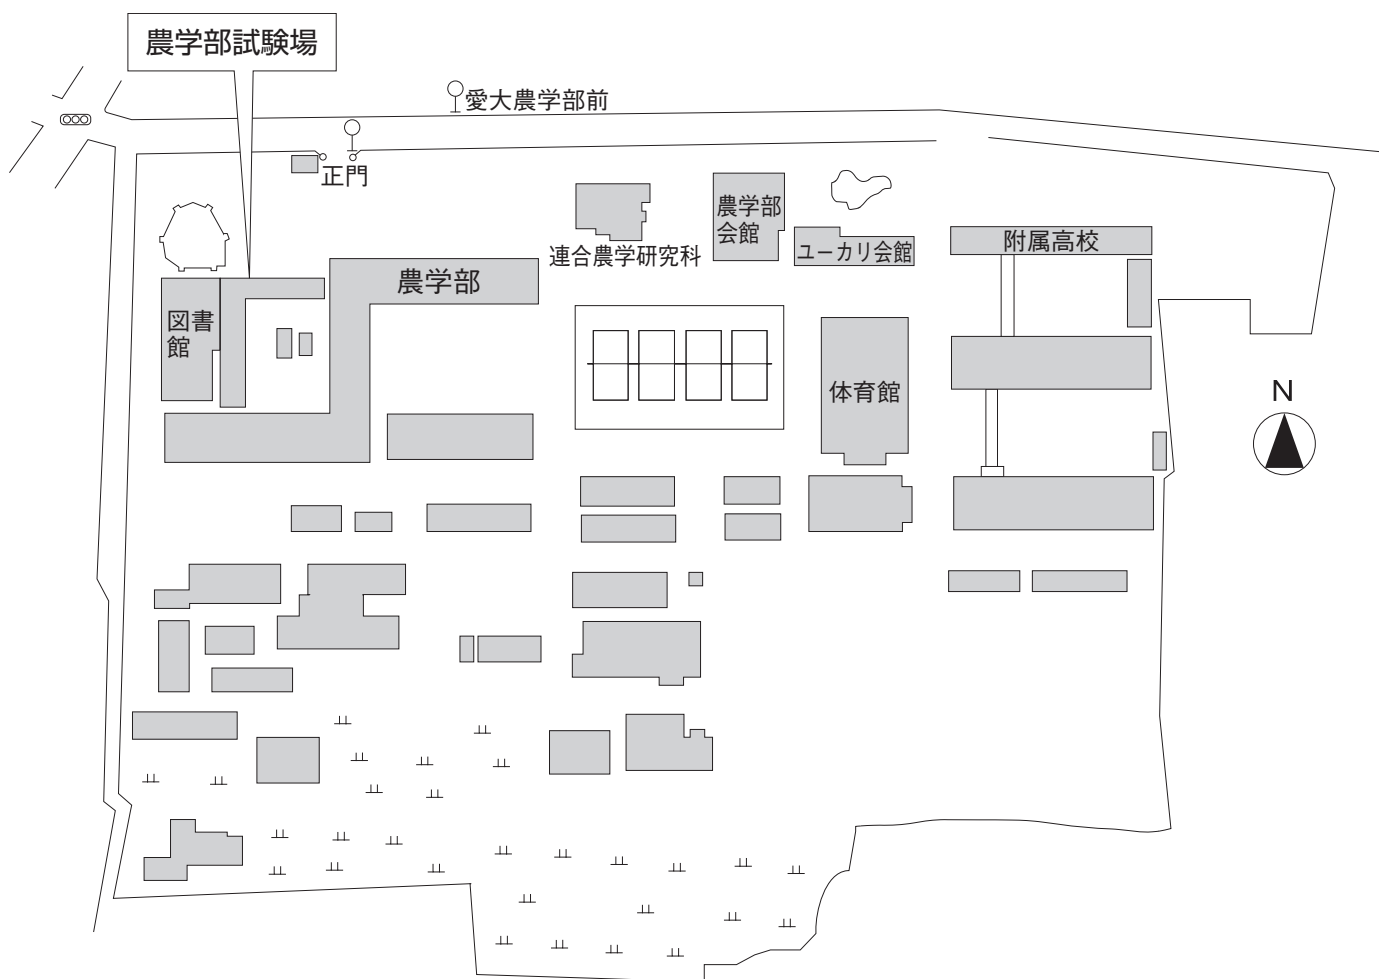 農学部試験場
愛大農学部前
正門
農学部
会館
連合農学研究科
ユーカリ会館
附属高校
農学部
図書
館
体育館
N